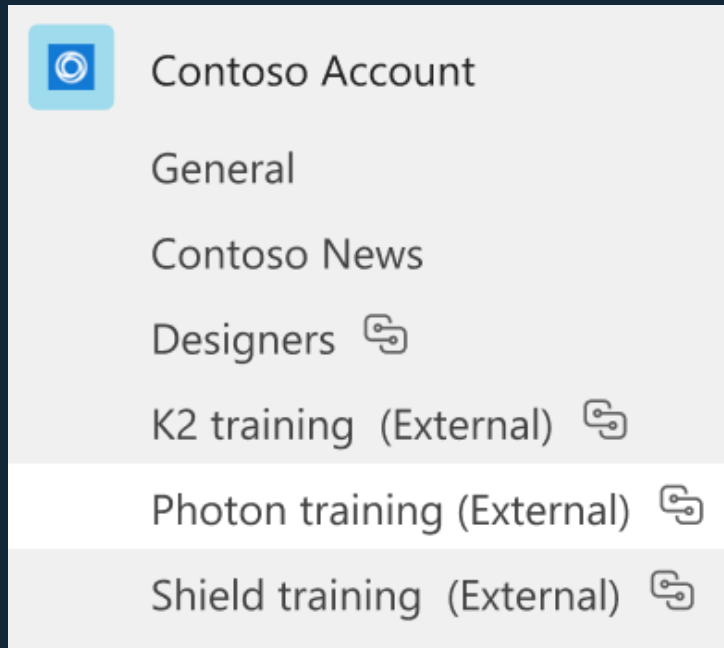 Contoso Account
General
Contoso News
Designers
K2 training  (External)
Photon training (External)
Shield training  (External)